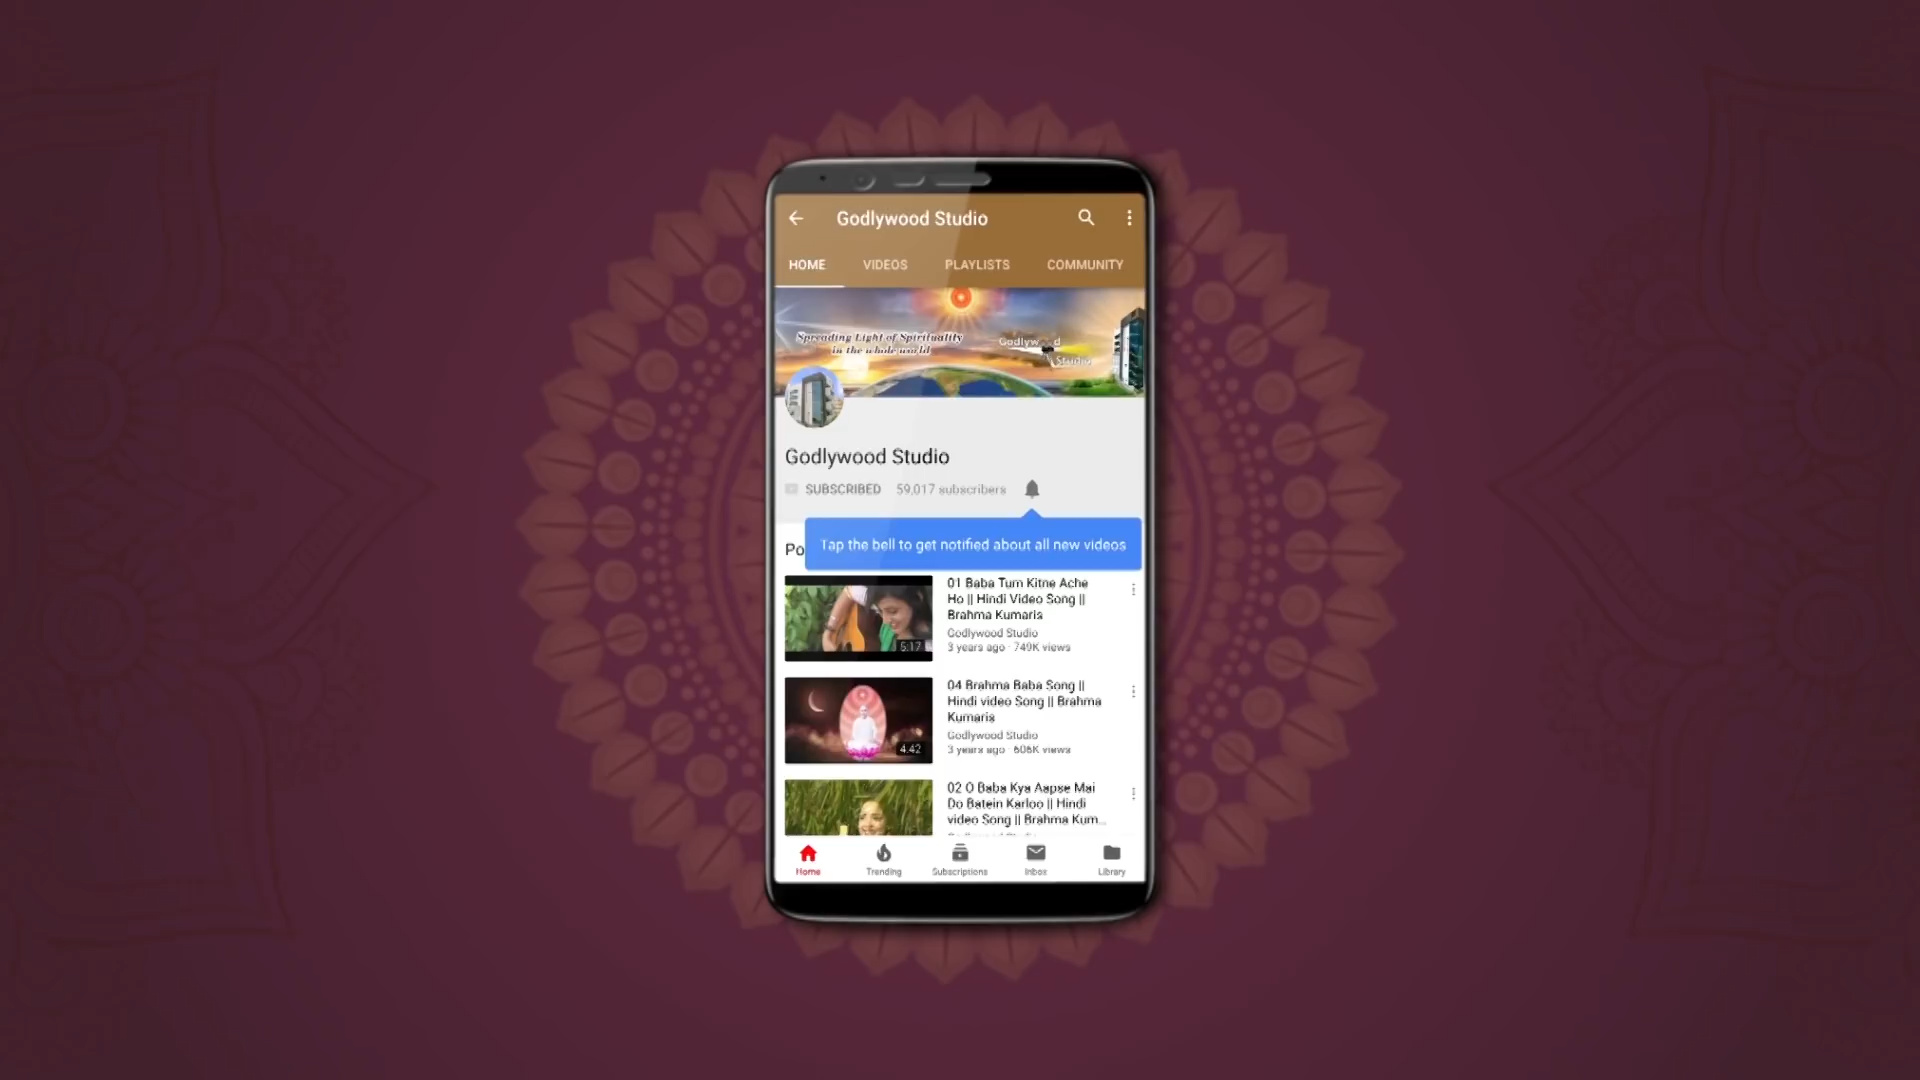 Godlywood Studio
HOME VIDEOS PLAYLISTS COMMUNITY
Spreading Light of Spirituality
in the whole world
Godlyw d
Studio
Godlywood Studio
SUBSCRIBED 59,017 subscribers
Tap the bell to get notified about all new videos
Po
01 Baba Tum Kitne Ache
Ho || Hindi Video Song ||
Brahma Kumaris
Godlywood Studio
3 years ago · 749K views
5:17
04 Brahma Baba Song ||
Hindi video Song || Brahma
Kumaris
Godlywood Studio
3 years ago · 606K views
4:42
02 O Baba Kya Aapse Mai
Do Batein Karloo || Hindi
video Song || Brahma Kum...
Home Trending Subscriptions Inbox Library